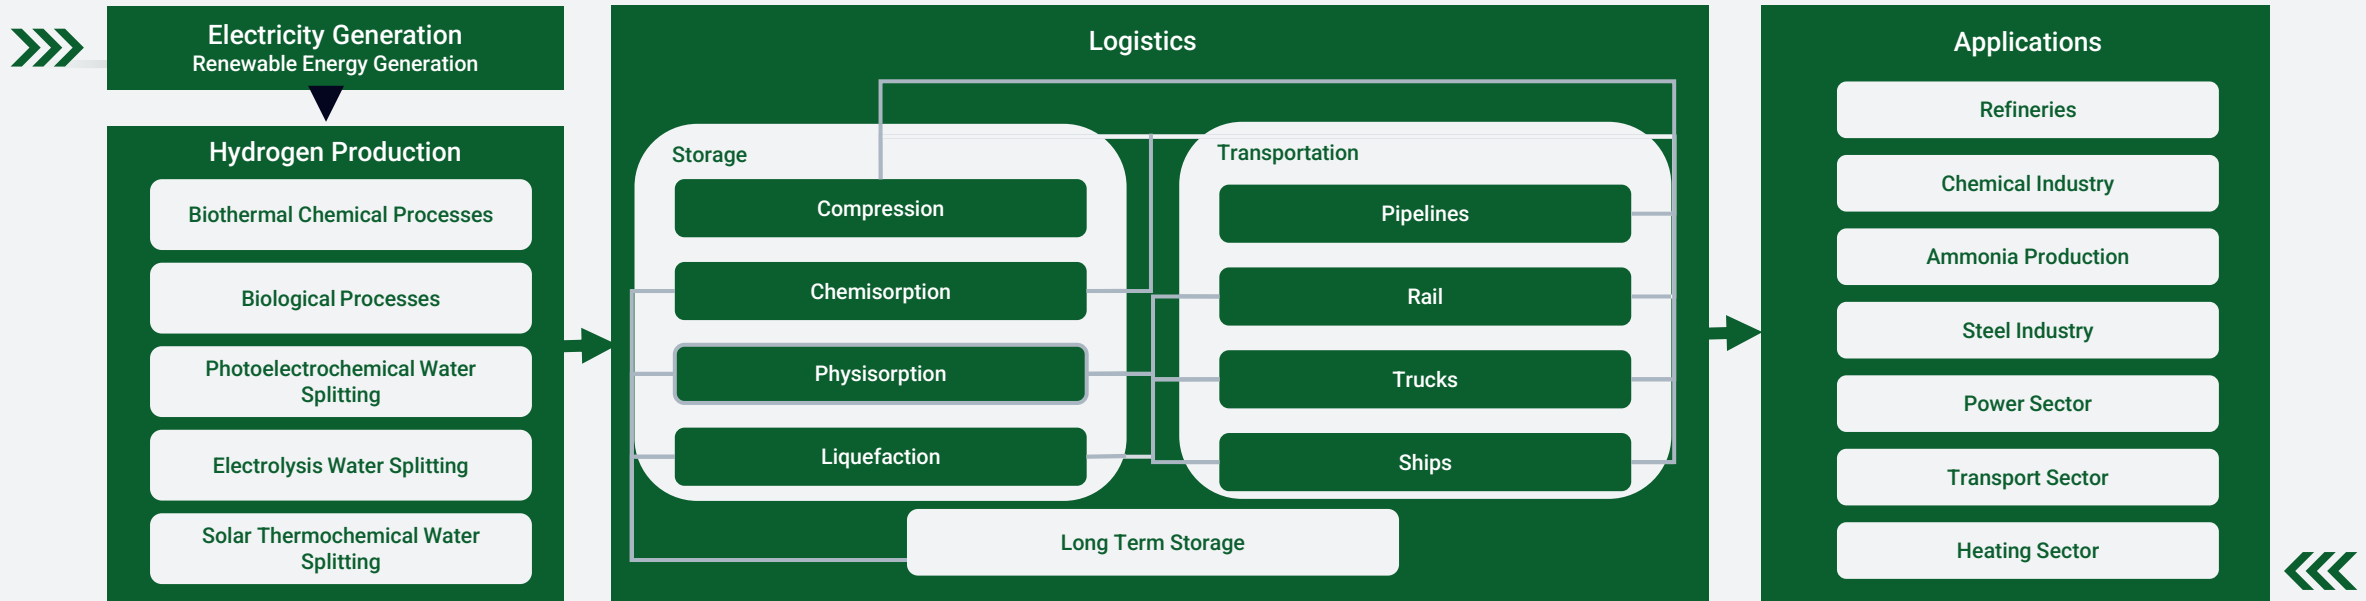 Electricity Generation
Renewable Energy Generation
Hydrogen Production
Biothermal Chemical Processes
Biological Processes
Photoelectrochemical Water
Splitting
Electrolysis Water Splitting
Solar Thermochemical Water
Splitting
Logistics
Storage
Compression
Chemisorption
Physisorption
Liquefaction
Transportation
Pipelines
Rail
Trucks
Ships
Long Term Storage
Applications
Refineries
Chemical Industry
Ammonia Production
Steel Industry
Power Sector
Transport Sector
Heating Sector